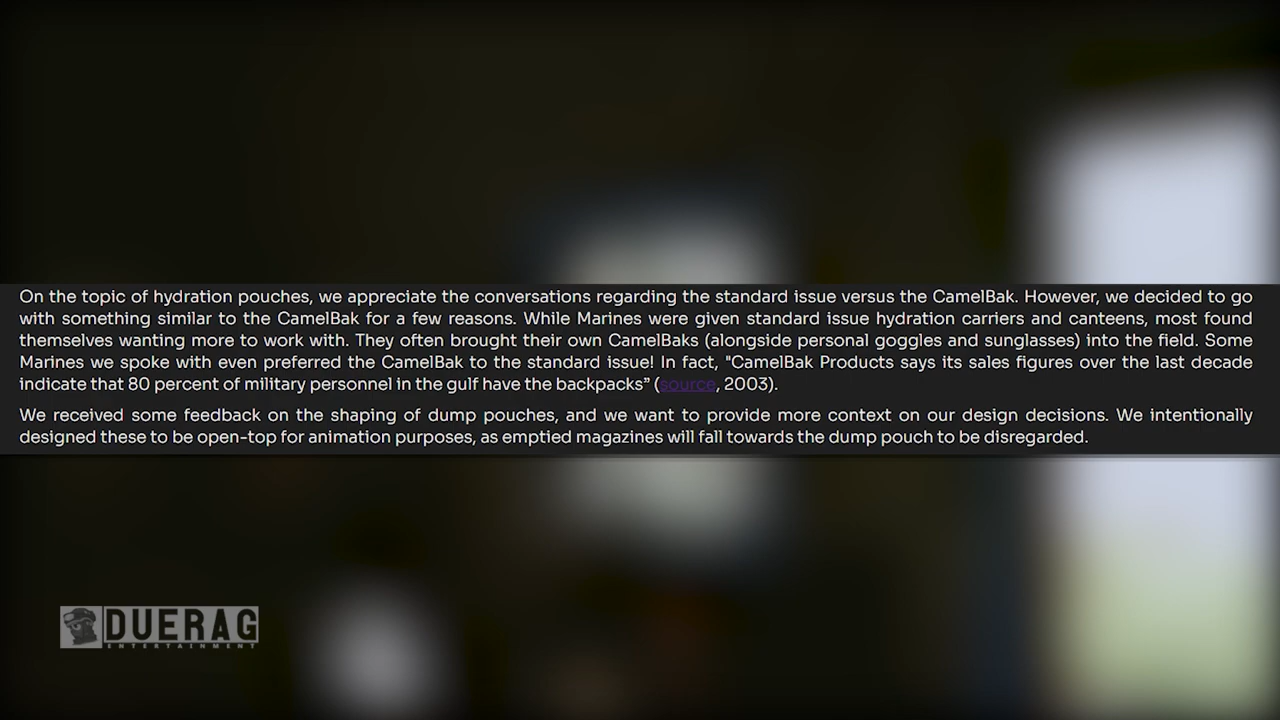 On the topic of hydration pouches, we appreciate the conversations regarding the standard issue versus the CamelBak. However, we decided to go
with something similar to the CamelBak for a few reasons. While Marines were given standard issue hydration carriers and canteens, most found
themselves wanting more to work with. They often brought their own CamelBaks (alongside personal goggles and sunglasses) into the field. Some
Marines we spoke with even preferred the CamelBak to the standard issue! In fact, "CamelBak Products says its sales figures over the last decade
indicate that 80 percent of military personnel in the gulf have the backpacks” (source, 2003).
We received some feedback on the shaping of dump pouches, and we want to provide more context on our design decisions. We intentionally
designed these to be open-top for animation purposes, as emptied magazines will fall towards the dump pouch to be disregarded.
DUERAG
ENTERTAINMENT